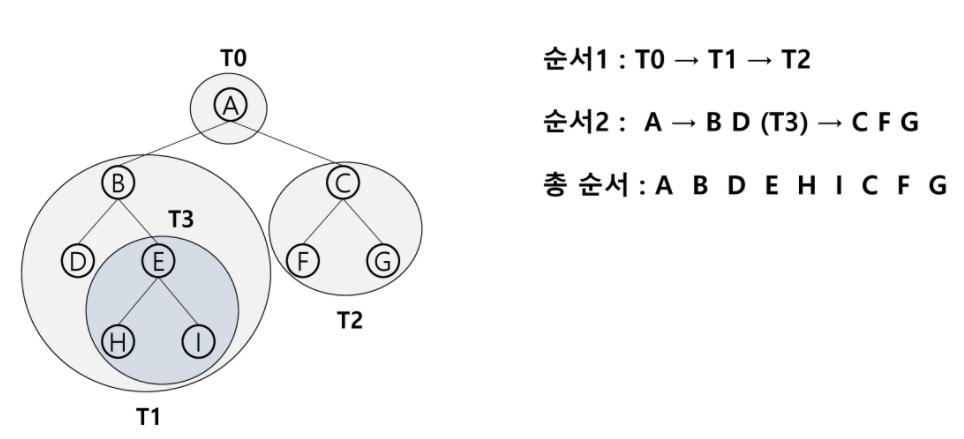 T0
A
B
C
T3
D
E
F
G
H
I
T2
T1
순서1 : T0 → T1 → T2
순서2 : A → B D (T3) → C F G
총 순서 : A B D E H I C F G